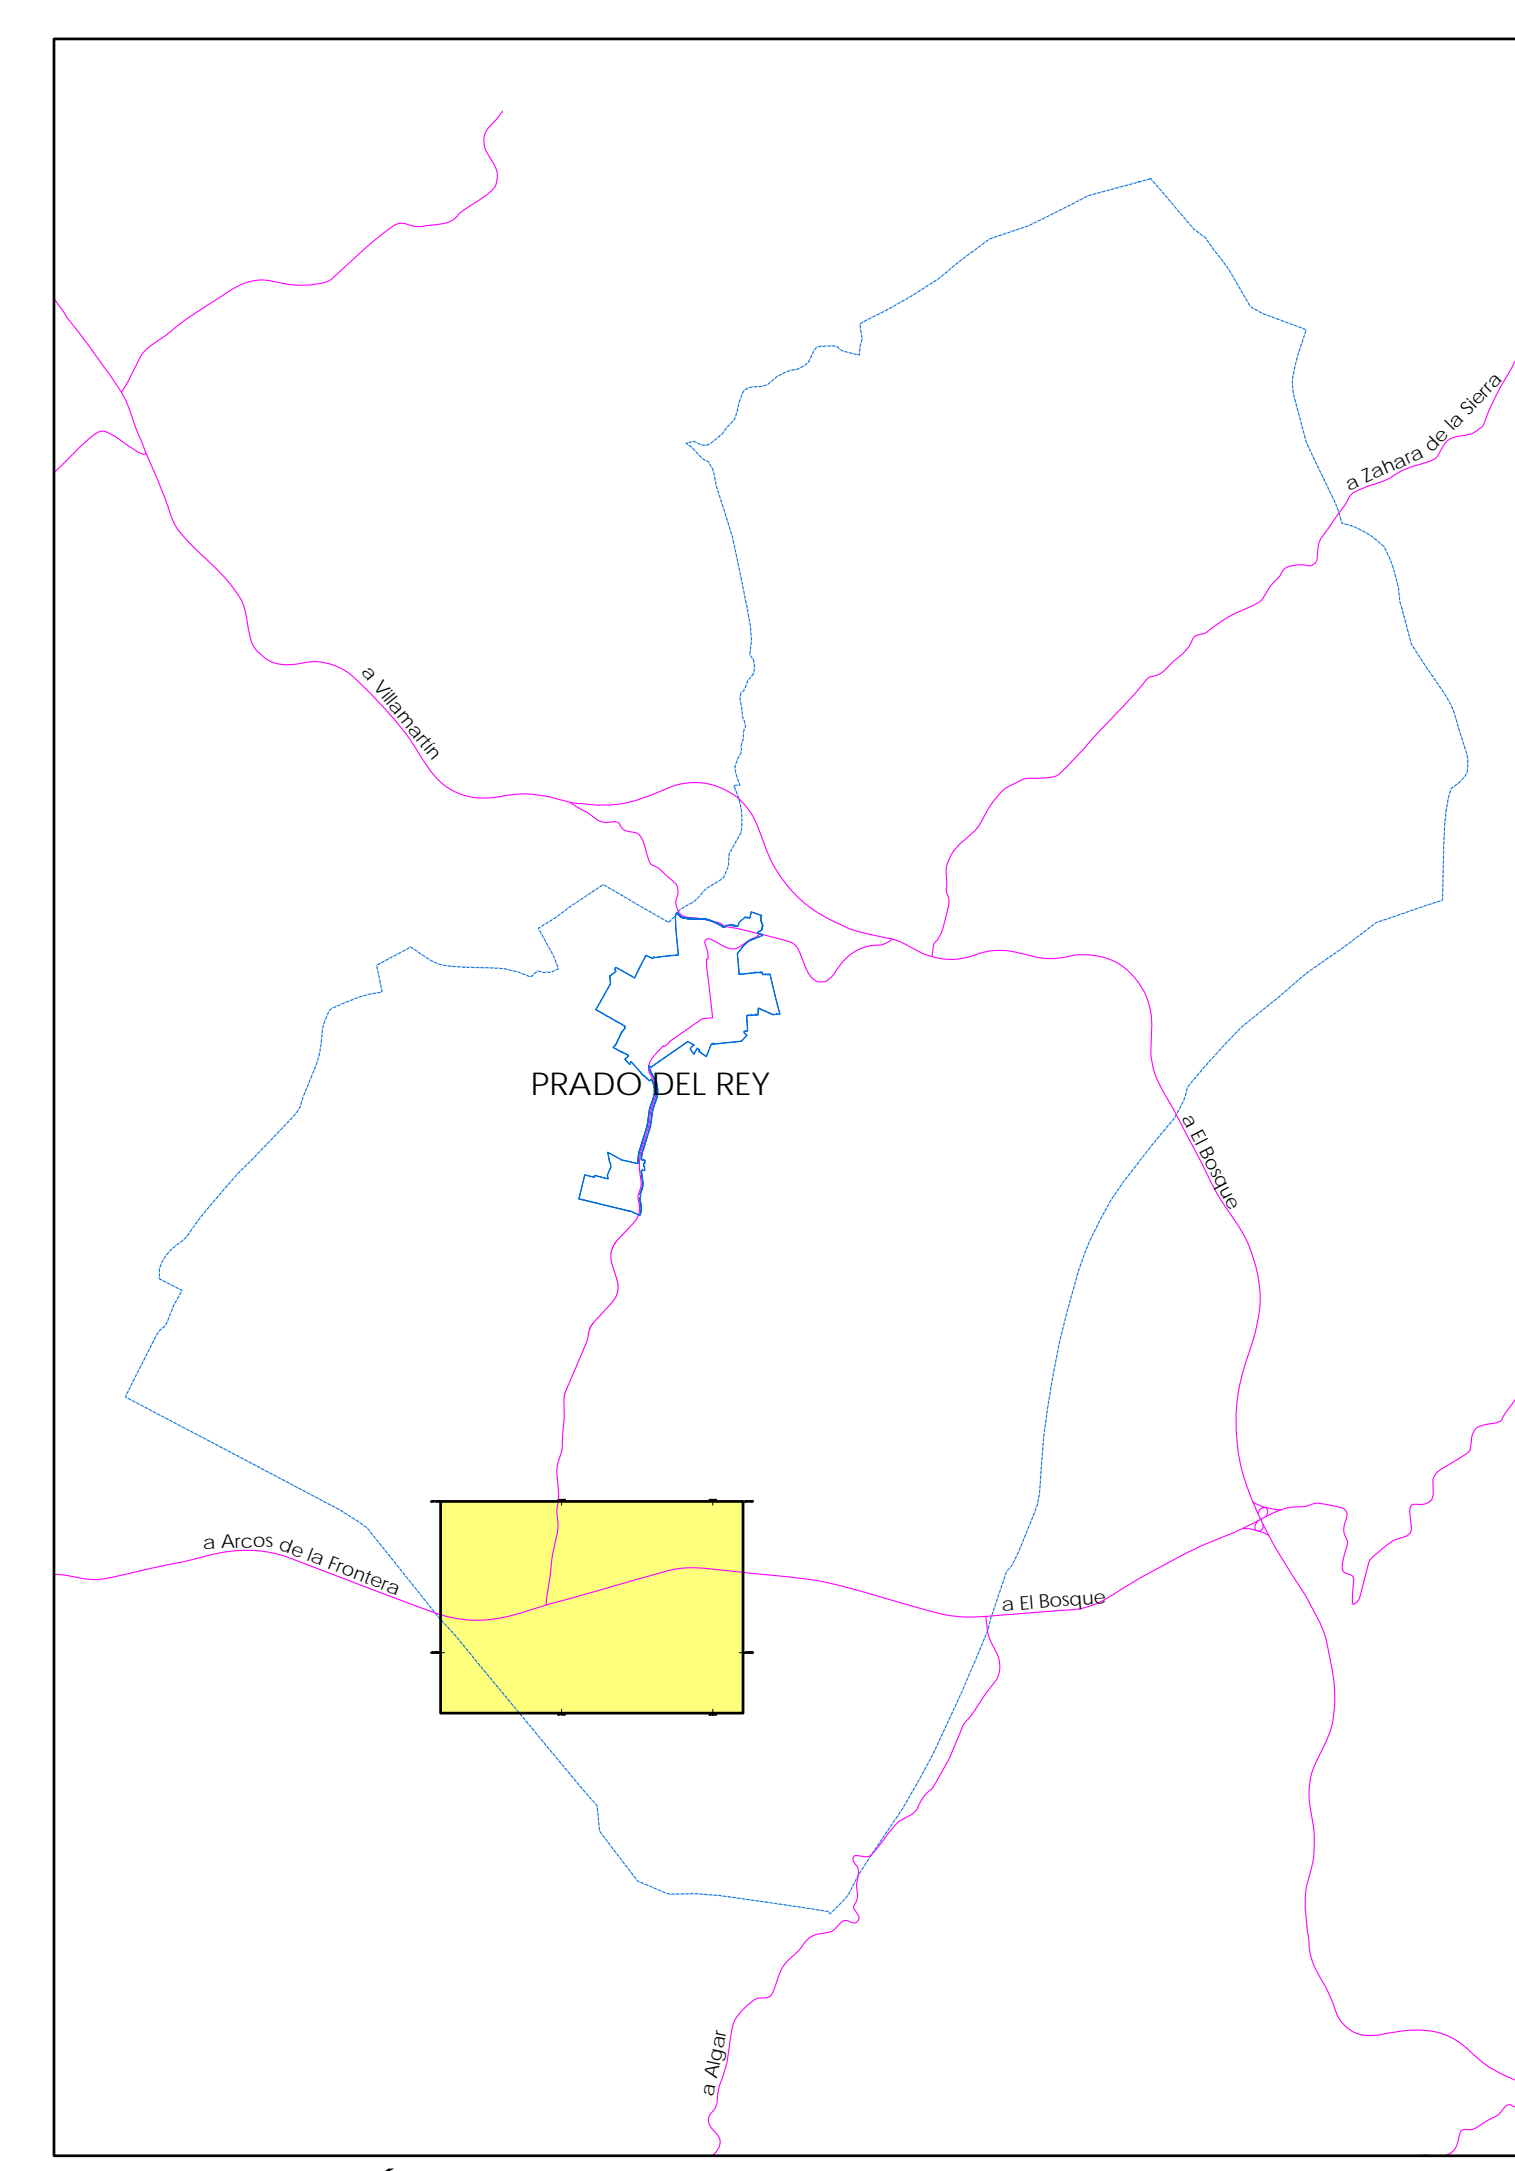 a Zahara de la Sierra
a Villamartín
PRADO DEL REY
a El Bosque
a Arcos de la Frontera
a El Bosque
a Algar